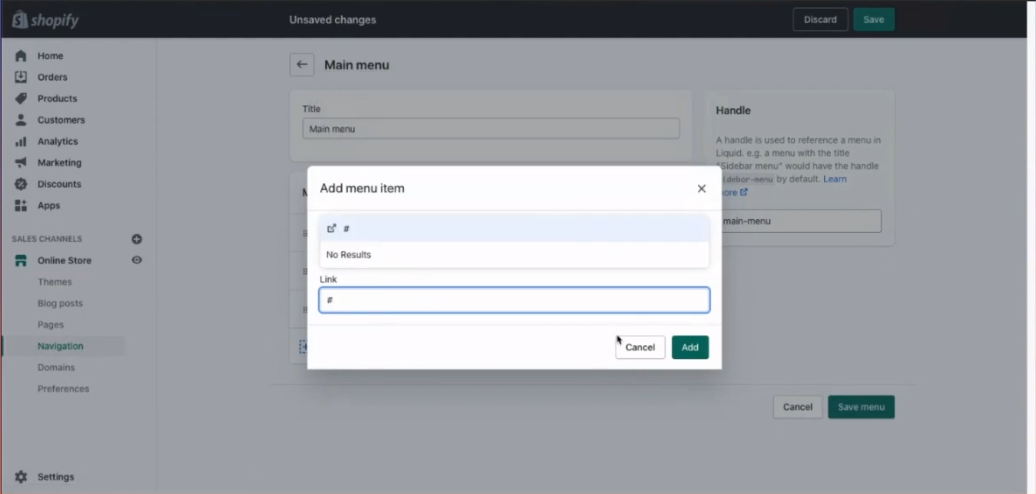 shopify
Unsaved changes
Discard
Save
Home
Orders
Products
Customers
Analytics
Marketing
Discounts
Apps
SALES CHANNELS
Online Store
Themes
Blog posts
Pages
Navigation
Domains
Preferences
Settings
Main menu
Title
Main menu
Handle
A handle is used to reference a menu in
Liquid. e.g. a menu with the title
"Sidebar menu" would have the handle
by default. Learn
main-menu
Add menu item
#
No Results
Link
#
Cancel
Add
Cancel
Save menu